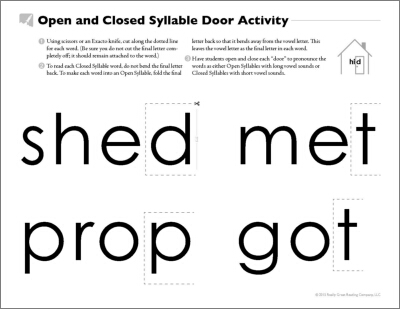 Open and Closed Syllable Door Activity
1 Using scissors or an Exacto knife, cut along the dotted line
for each word. (Be sure you do not cut the final letter com-
pletely off; it should remain attached to the word.)
2 To read each Closed Syllable word, do not bend the final letter
back. To make each word into an Open Syllable, fold the final
letter back so that it bends away from the vowel letter. This
leaves the vowel letter as the final letter in each word.
3 Have students open and close each "door" to pronounce the
words as either Open Syllables with long vowel sounds or
Closed Syllables with short vowel sounds.
hid
shed met
prop got
Really Great Reading Company, LLC